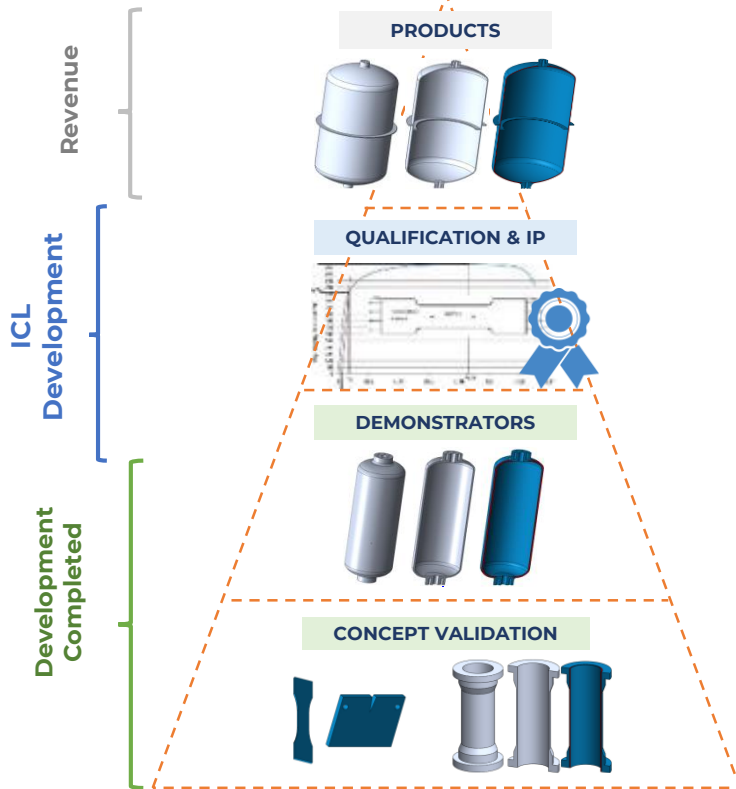 PRODUCTS
Revenue
QUALIFICATION & IP
ICL
Development
DEMONSTRATORS
Development
Completed
CONCEPT VALIDATION